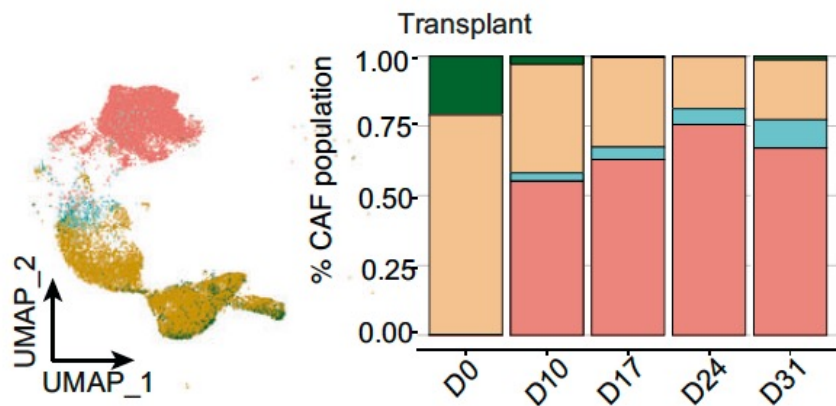 Transplant
% CAF population
1.00
0.75
0.50
0.25
0.00
D0
D10
D17
D24
D31
UMAP_2
UMAP_1